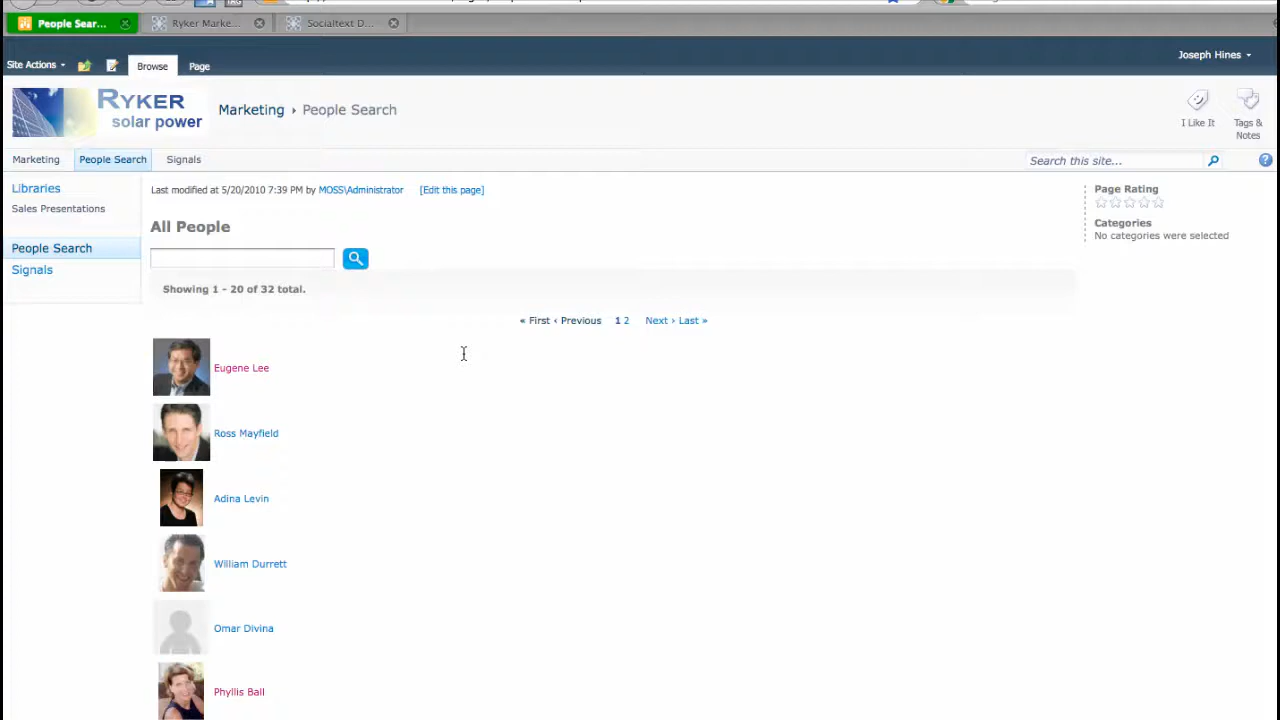 People Sear...
Ryker Marke...
Socialtext D...
Joseph Hines
Site Actions
Browse
Page
RYKER
solar power
Marketing › People Search
I Like It
Tags &
Notes
Marketing
People Search
Signals
Search this site...
Libraries
Sales Presentations
People Search
Signals
Last modified at 5/20/2010 7:39 PM by MOSS\Administrator [Edit this page]
All People
Showing 1 - 20 of 32 total.
« First ‹ Previous 1 2 Next › Last »
Eugene Lee
Ross Mayfield
Adina Levin
William Durrett
Omar Divina
Phyllis Ball
Page Rating
Categories
No categories were selected